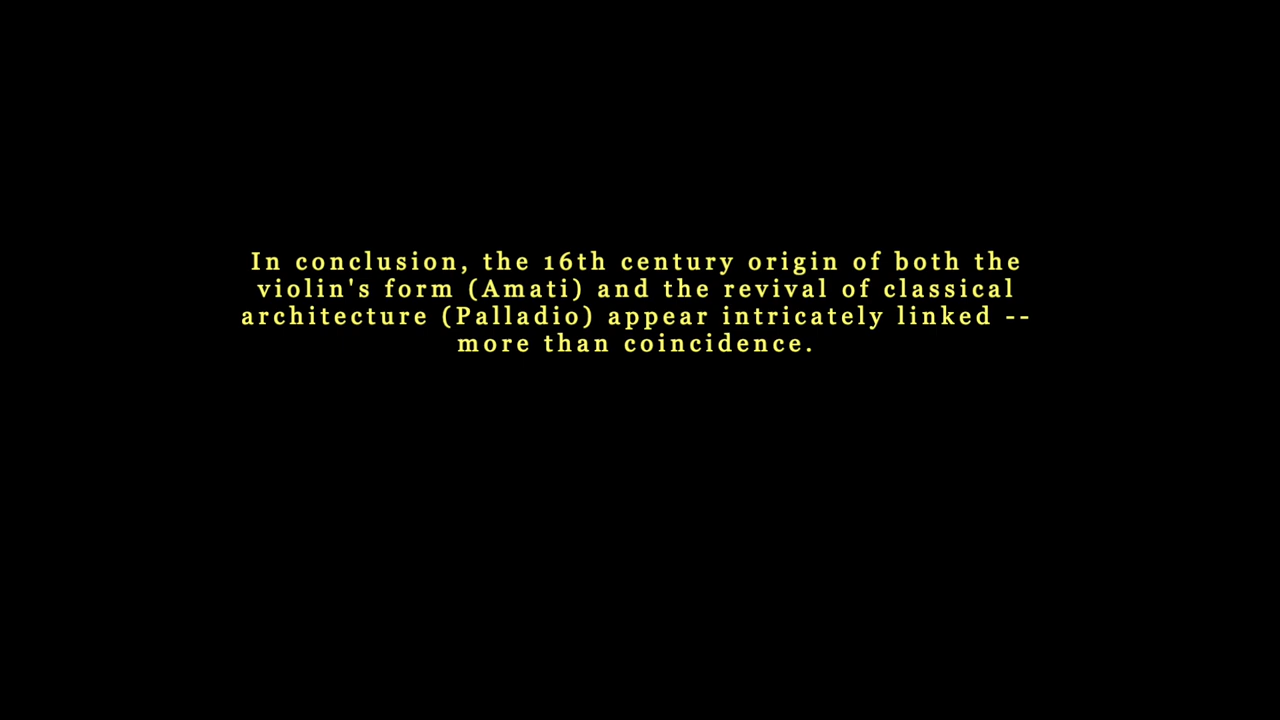 In conclusion, the 16th century origin of both the
violin's form (Amati) and the revival of classical
architecture (Palladio) appear intricately linked --
more than coincidence.